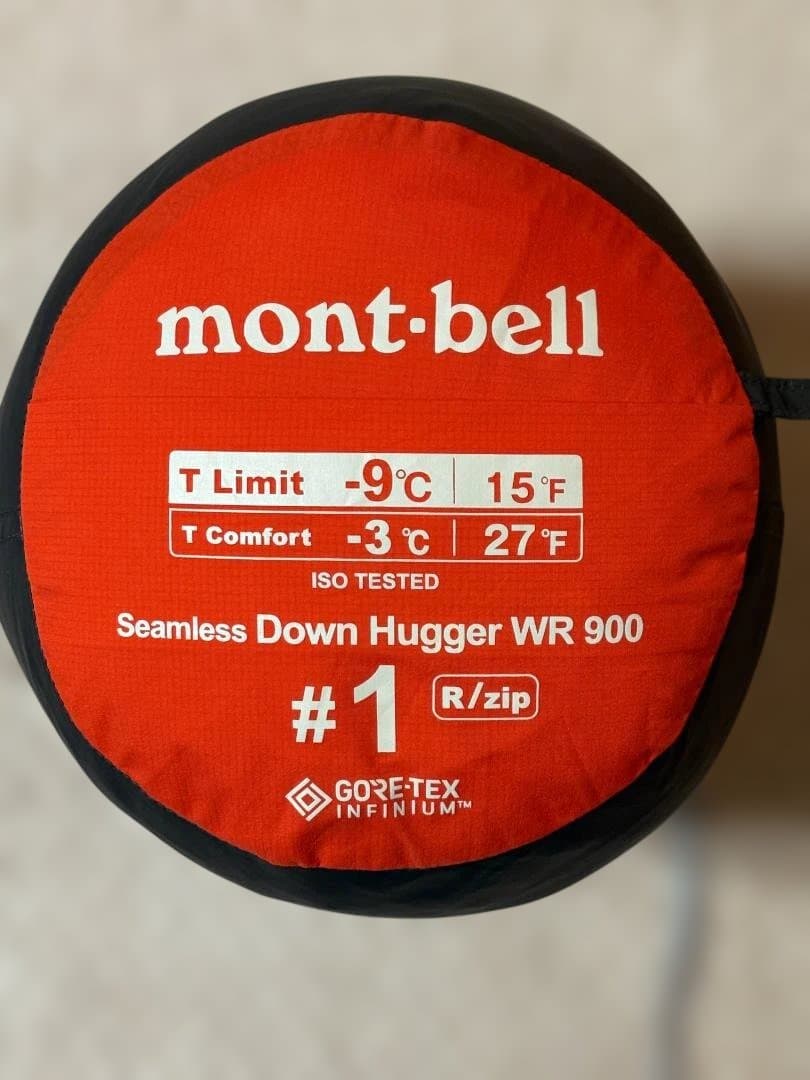 mont·bell
T Limit -9℃ 15°F
T Comfort -3℃ 27°F
ISO TESTED
Seamless Down Hugger WR 900
#1 R/zip
GORE-TEX
INFINIUM™